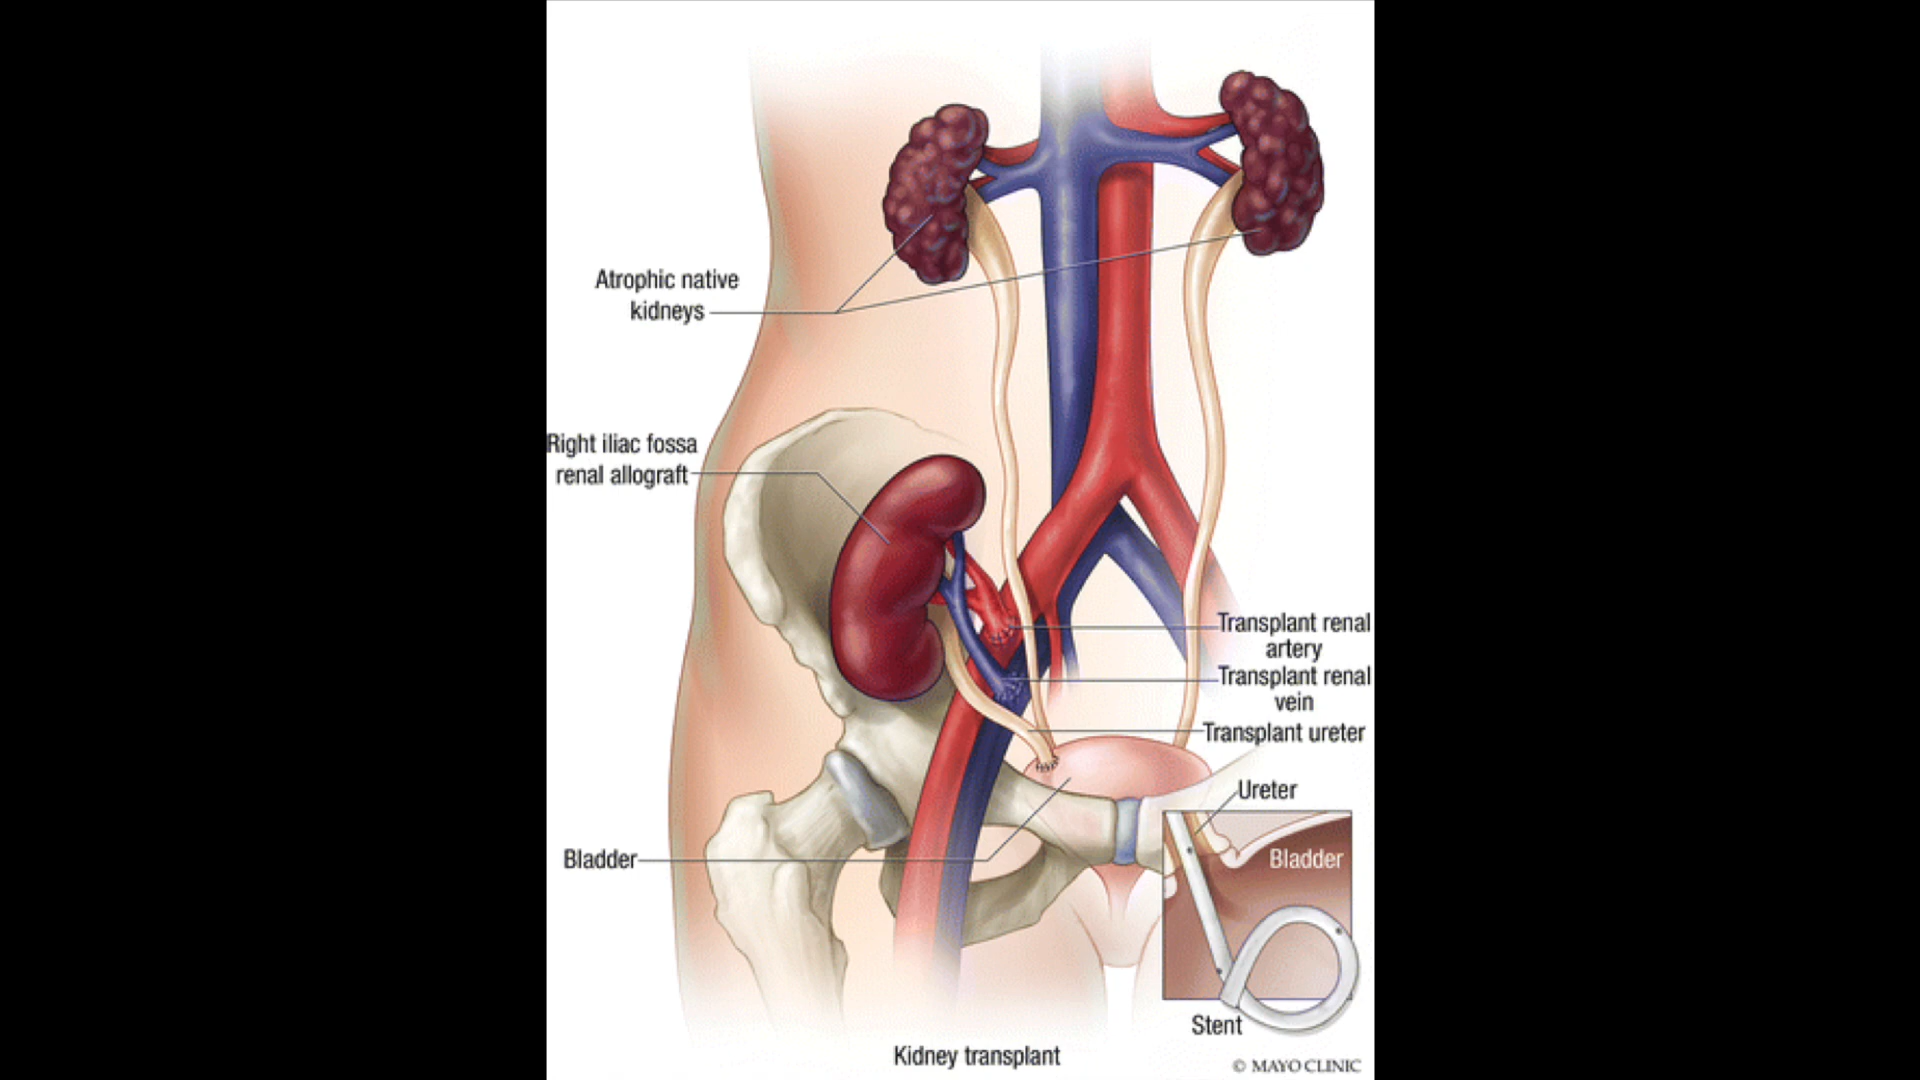 Atrophic native
kidneys
Right iliac fossa
renal allograft
Transplant renal
artery
Transplant renal
vein
Transplant ureter
Ureter
Bladder
Bladder
Stent
Kidney transplant
© MAYO CLINIC